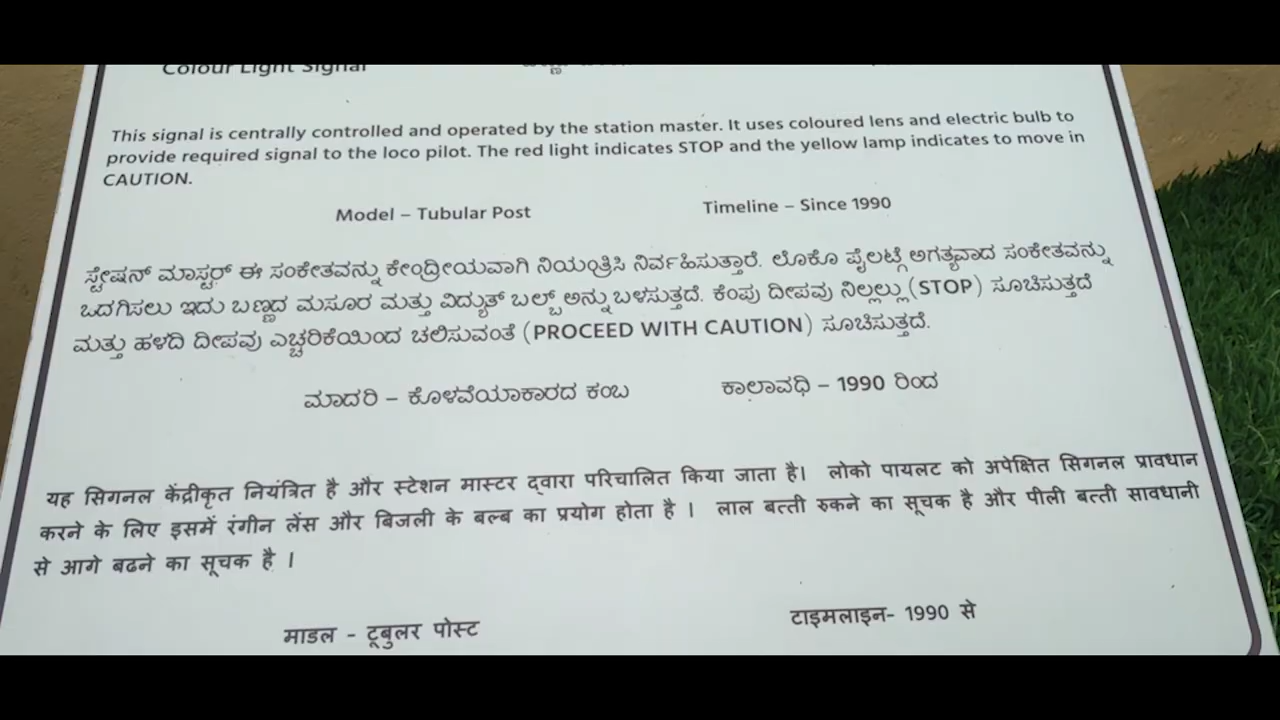 Colour Light Signal
This signal is centrally controlled and operated by the station master. It uses coloured lens and electric bulb to
provide required signal to the loco pilot. The red light indicates STOP and the yellow lamp indicates to move in
CAUTION.
Model – Tubular Post Timeline – Since 1990
ಸ್ಟೇಷನ್ ಮಾಸ್ಟರ್ ಈ ಸಂಕೇತವನ್ನು ಕೇಂದ್ರೀಯವಾಗಿ ನಿಯಂತ್ರಿಸಿ ನಿರ್ವಹಿಸುತ್ತಾರೆ. ಲೊಕೊ ಪೈಲಟ್ಗೆ ಅಗತ್ಯವಾದ ಸಂಕೇತವನ್ನು
ಒದಗಿಸಲು ಇದು ಬಣ್ಣದ ಮಸೂರ ಮತ್ತು ವಿದ್ಯುತ್ ಬಲ್ಬ್ ಅನ್ನು ಬಳಸುತ್ತದೆ. ಕೆಂಪು ದೀಪವು ನಿಲ್ಲಲ್ಲು (STOP) ಸೂಚಿಸುತ್ತದೆ
ಮತ್ತು ಹಳದಿ ದೀಪವು ಎಚ್ಚರಿಕೆಯಿಂದ ಚಲಿಸುವಂತೆ (PROCEED WITH CAUTION) ಸೂಚಿಸುತ್ತದೆ.
ಮಾದರಿ – ಕೊಳವೆಯಾಕಾರದ ಕಂಬ ಕಾಲಾವಧಿ – 1990 ರಿಂದ
यह सिगनल केंद्रीकृत नियंत्रित है और स्टेशन मास्टर द्वारा परिचालित किया जाता है। लोको पायलट को अपेक्षित सिगनल प्रावधान
करने के लिए इसमें रंगीन लेंस और बिजली के बल्ब का प्रयोग होता है । लाल बत्ती रुकने का सूचक है और पीली बत्ती सावधानी
से आगे बढने का सूचक है ।
माडल - टूबुलर पोस्ट टाइमलाइन- 1990 से